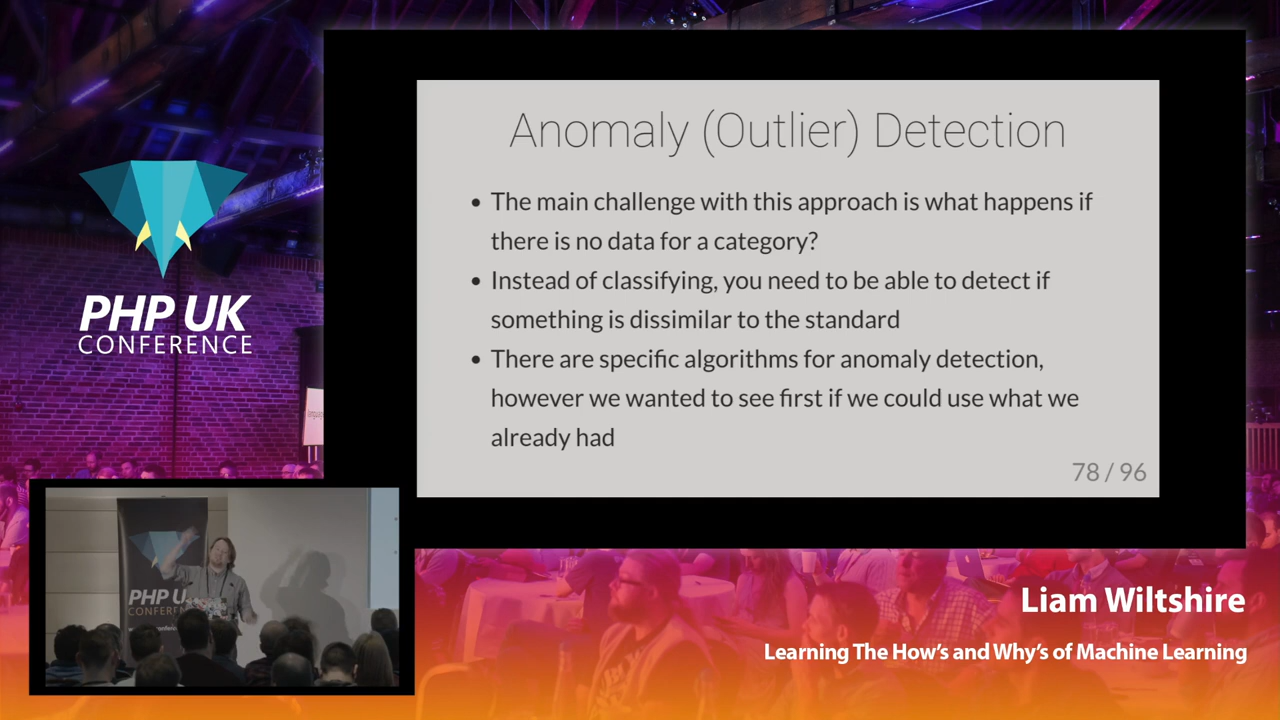 Anomaly (Outlier) Detection
• The main challenge with this approach is what happens if
there is no data for a category?
• Instead of classifying, you need to be able to detect if
something is dissimilar to the standard
• There are specific algorithms for anomaly detection,
however we wanted to see first if we could use what we
already had
78 / 96
PHP UK
CONFERENCE
PHP U
CONFEREN
Liam Wiltshire
Learning The How's and Why's of Machine Learning